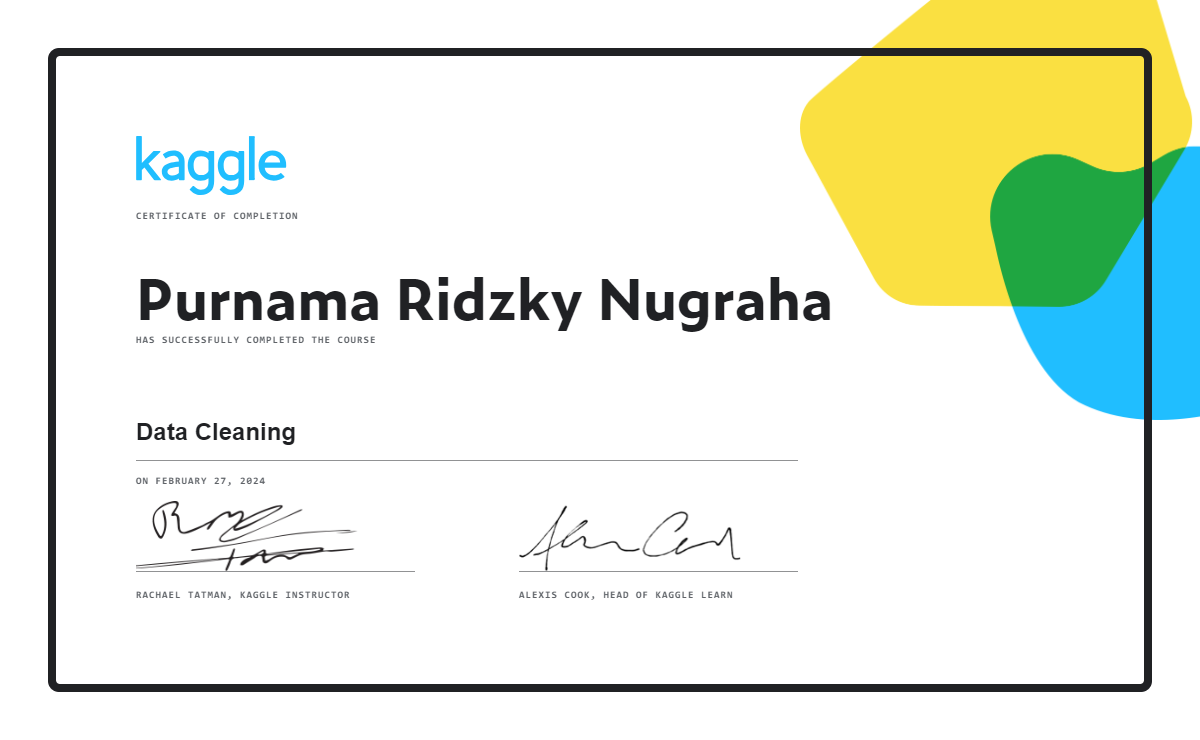 kaggle
CERTIFICATE OF COMPLETION
Purnama Ridzky Nugraha
HAS SUCCESSFULLY COMPLETED THE COURSE
Data Cleaning
ON FEBRUARY 27, 2024
RACHAEL TATMAN, KAGGLE INSTRUCTOR
ALEXIS COOK, HEAD OF KAGGLE LEARN